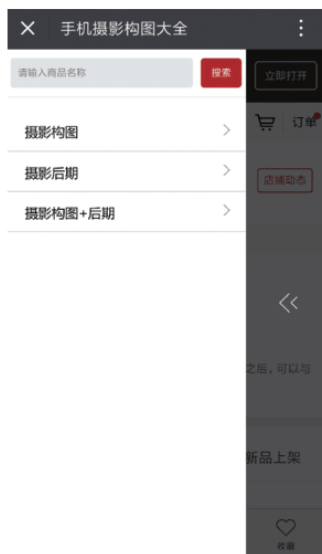 手机摄影构图大全
请输入商品名称 搜索
立即打开
订单
摄影构图
摄影后期
店铺动态
摄影构图+后期
之后，可以与
新品上架
收藏